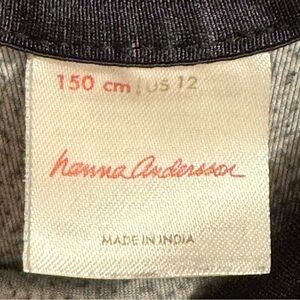 150 cm | US 12
hanna Andersson
MADE IN INDIA